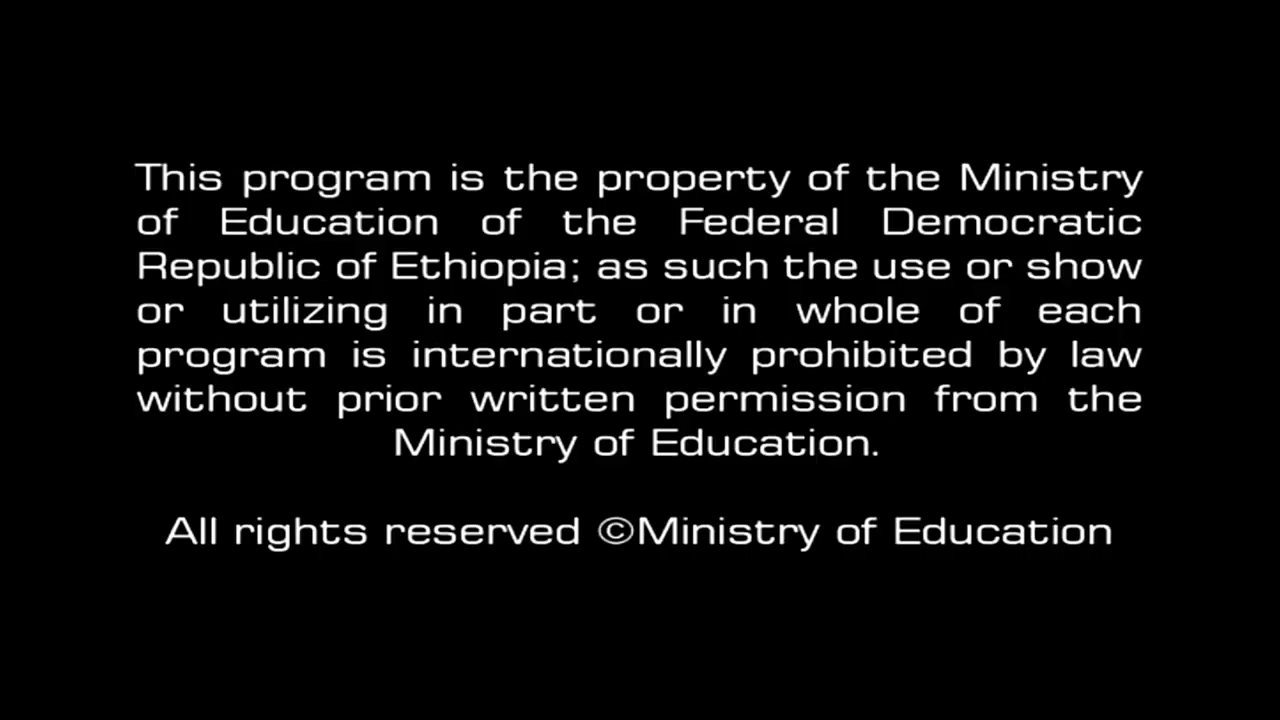 This program is the property of the Ministry
of Education of the Federal Democratic
Republic of Ethiopia; as such the use or show
or utilizing in part or in whole of each
program is internationally prohibited by law
without prior written permission from the
Ministry of Education.
All rights reserved ©Ministry of Education